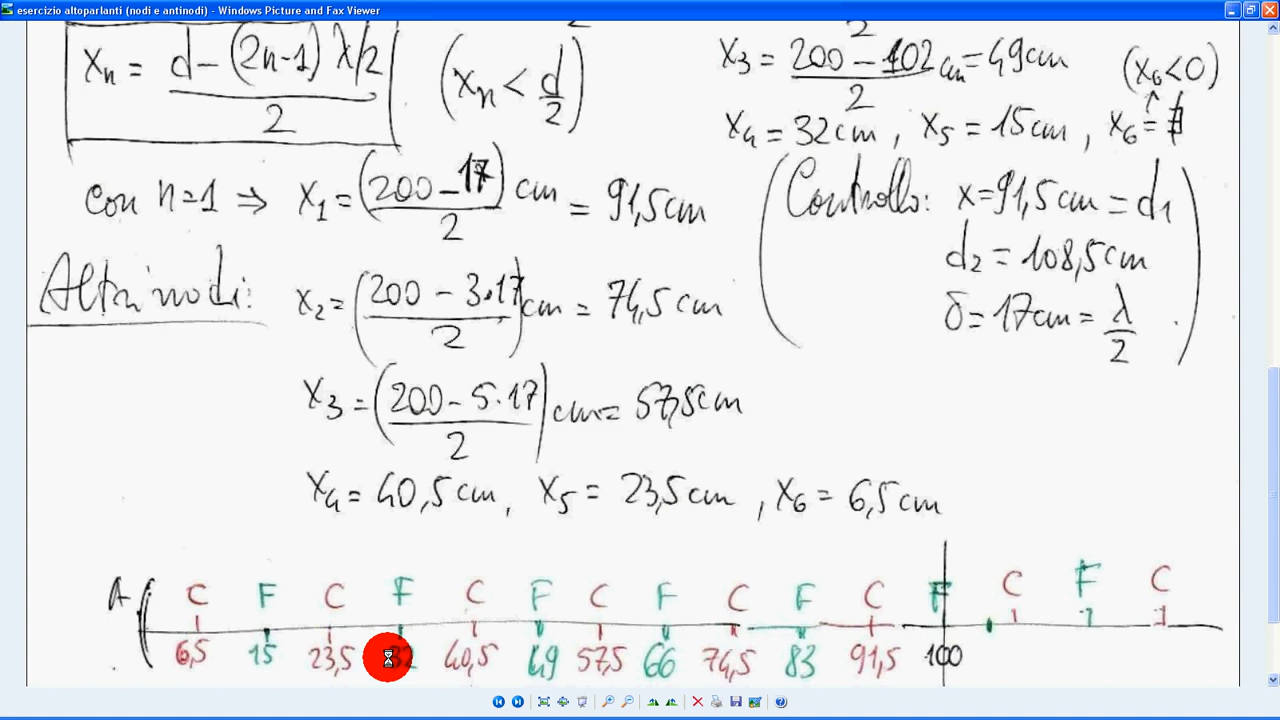 esercizio altoparlanti (nodi e antinodi) - Windows Picture and Fax Viewer
xn = d-(2n-1) λ/2 / 2 (xn < d/2)
x3 = 200-102 / 2 cm = 49cm (x6<0)
x4 = 32cm, x5 = 15cm, x6 = ∄
con n=1 ⇒ x1 = (200-17 / 2) cm = 91,5cm
(Controllo: x=91,5cm = d1
d2 = 108,5cm
δ = 17cm = λ/2 .)
Altri nodi:
x2 = (200 - 3·17 / 2) cm = 74,5 cm
x3 = (200 - 5·17 / 2) cm = 57,5cm
x4 = 40,5 cm, x5 = 23,5 cm, x6 = 6,5 cm
A C F C F C F C F C F C F C F C
6,5 15 23,5 32 40,5 49 57,5 66 74,5 83 91,5 100